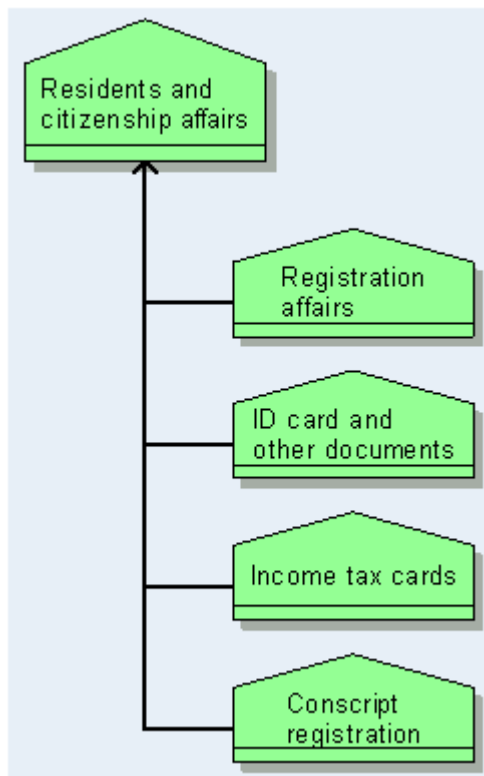 Residents and
citizenship affairs
Registration
affairs
ID card and
other documents
Income tax cards
Conscript
registration